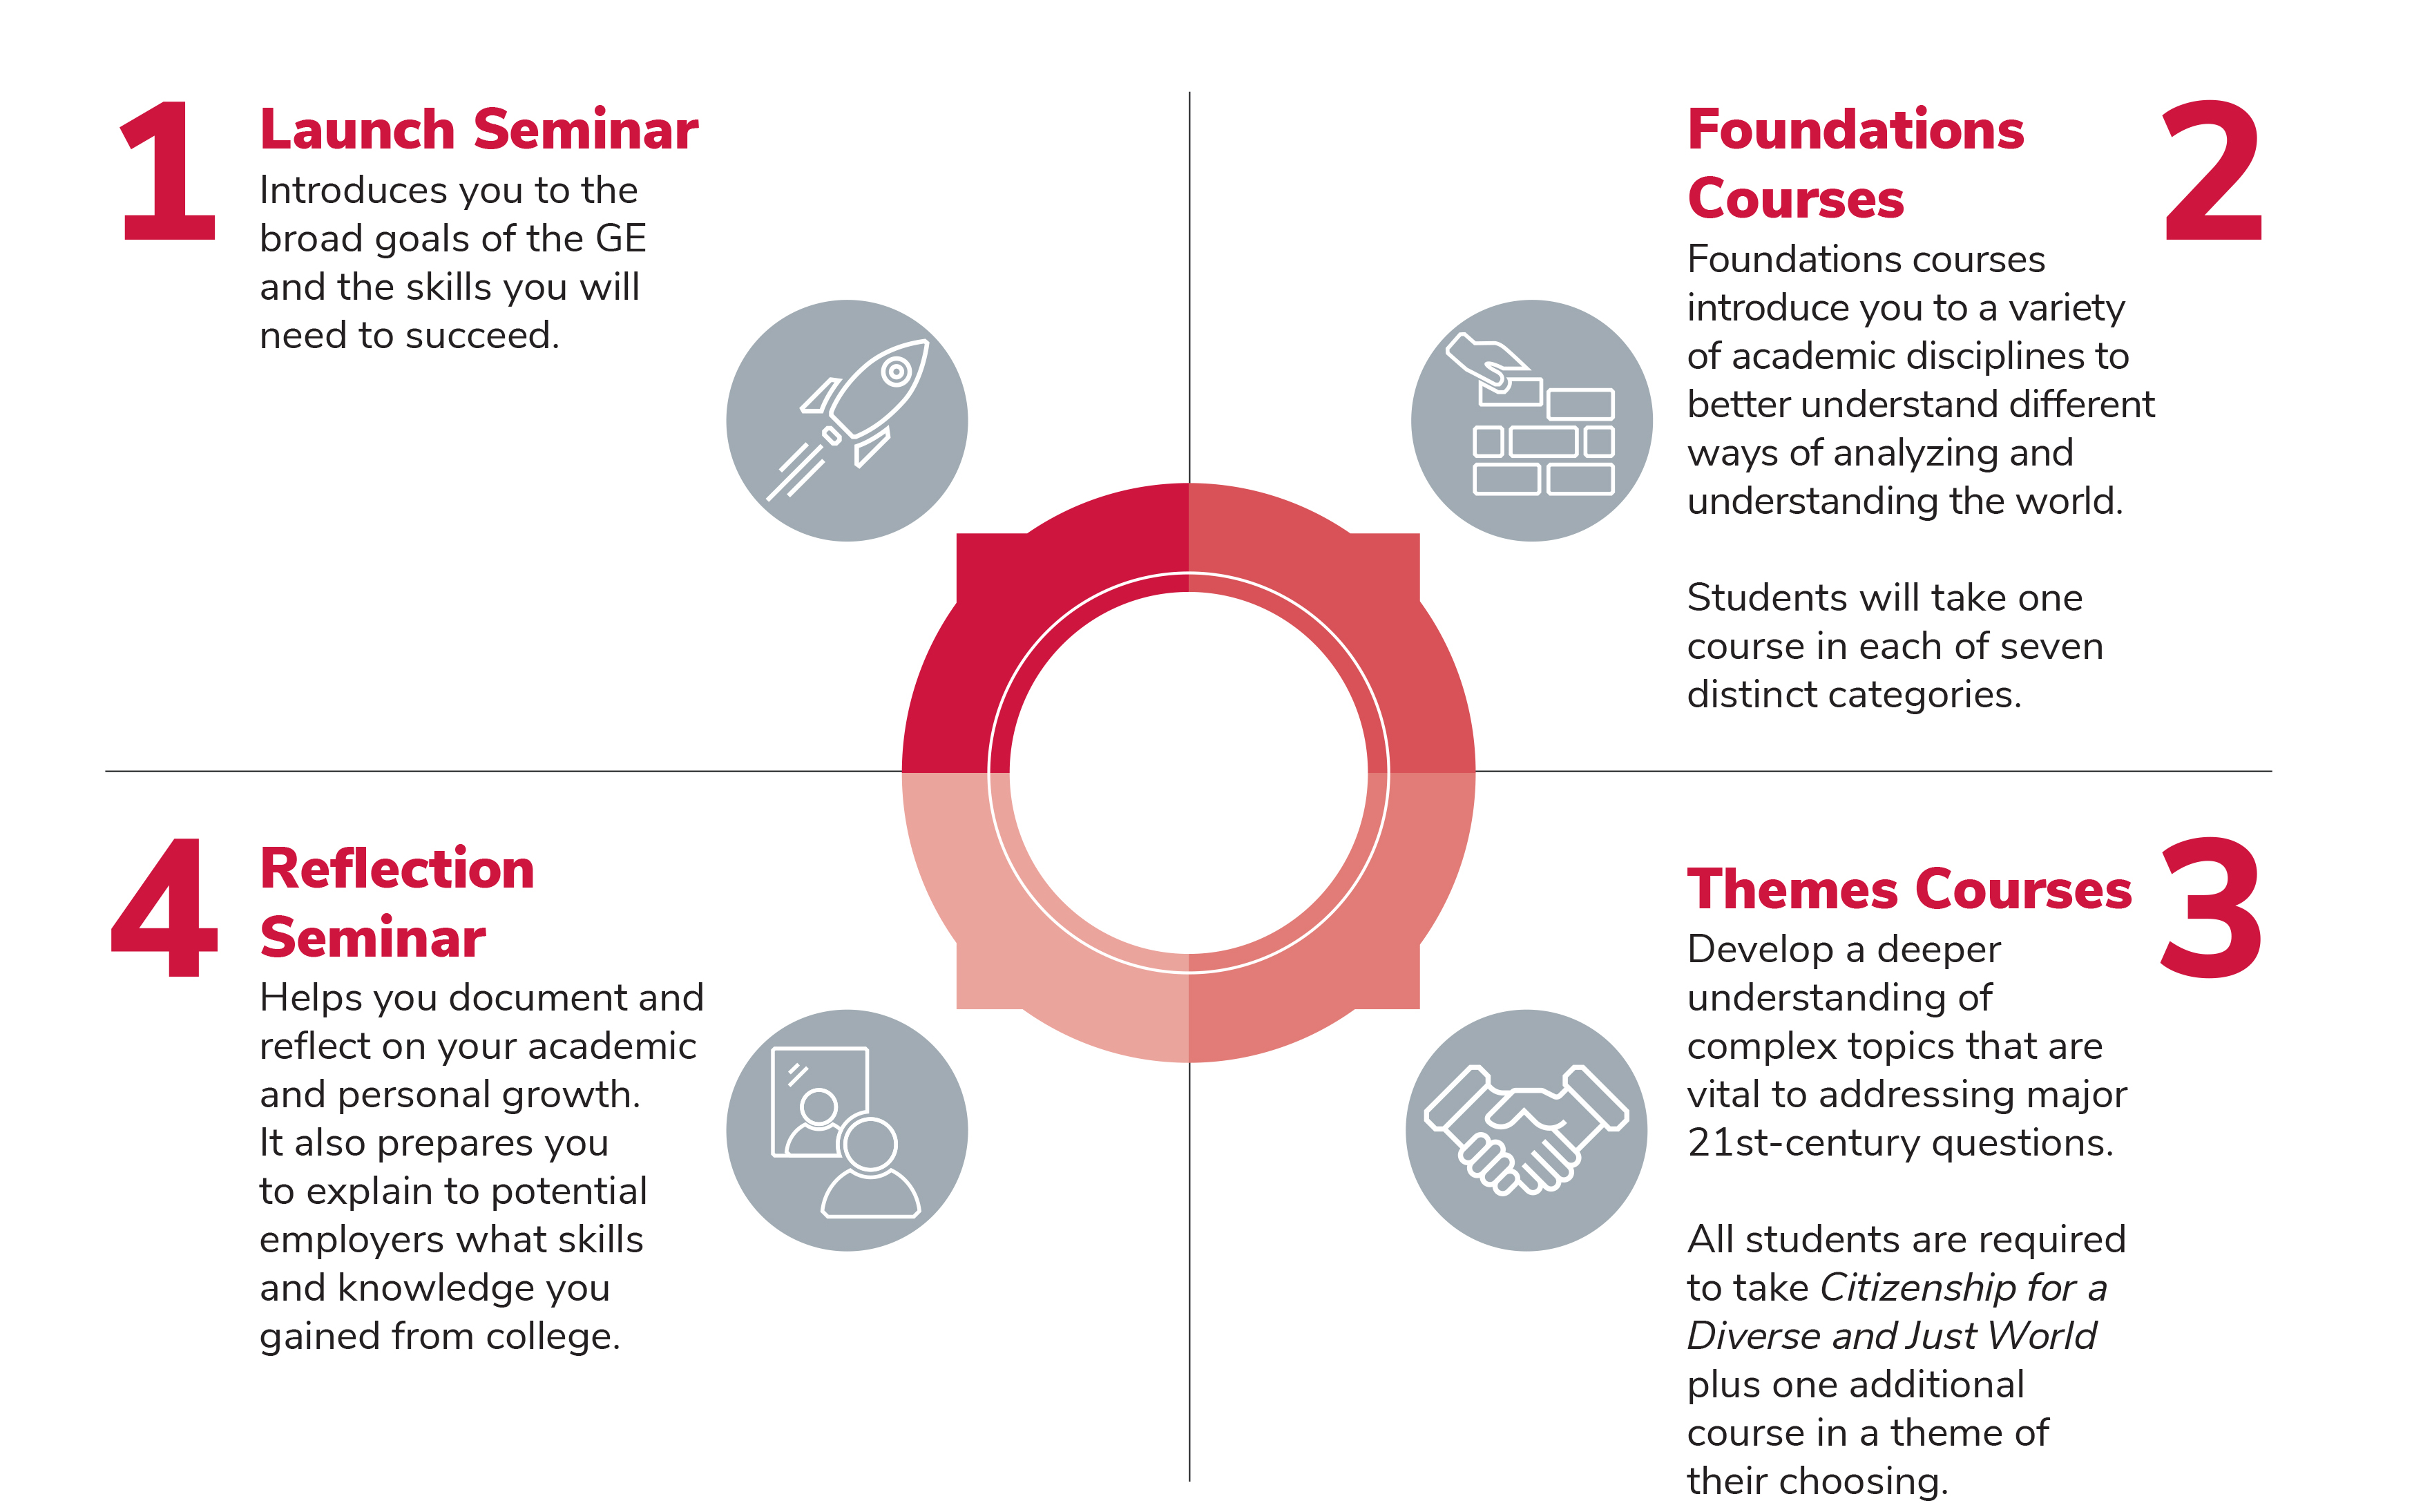 1
Launch Seminar
Introduces you to the
broad goals of the GE
and the skills you will
need to succeed.
2
Foundations
Courses
Foundations courses
introduce you to a variety
of academic disciplines to
better understand different
ways of analyzing and
understanding the world.
Students will take one
course in each of seven
distinct categories.
3
Themes Courses
Develop a deeper
understanding of
complex topics that are
vital to addressing major
21st-century questions.
All students are required
to take Citizenship for a
Diverse and Just World
plus one additional
course in a theme of
their choosing.
4
Reflection
Seminar
Helps you document and
reflect on your academic
and personal growth.
It also prepares you
to explain to potential
employers what skills
and knowledge you
gained from college.